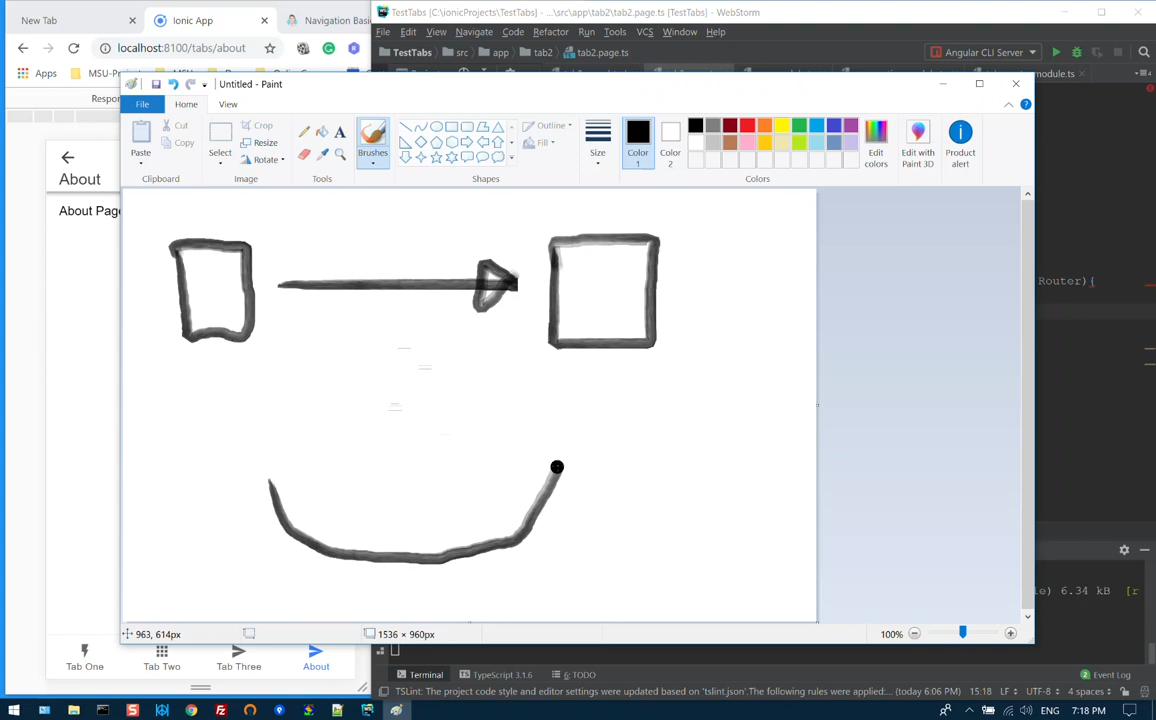 New Tab
Ionic App
Navigation Basi
TestTabs [C:\ionicProjects\TestTabs] - ...\src\app\tab2\tab2.page.ts [TestTabs] - WebStorm
File Edit View Navigate Code Refactor Run Tools VCS Window Help
localhost:8100/tabs/about
TestTabs src app tab2 tab2.page.ts
Angular CLI Server
Apps MSU-Pro
module.ts
Respon
Untitled - Paint
File Home View
Paste
Cut
Copy
Clipboard
Select
Crop
Resize
Rotate
Image
A
Tools
Brushes
Outline
Fill
Shapes
Size
Color 1
Color 2
Edit colors
Colors
Edit with Paint 3D
Product alert
About
About Page
Router){
le) 6.34 kB [r
963, 614px
1536 × 960px
100%
Tab One
Tab Two
Tab Three
About
Terminal
TypeScript 3.1.6
6: TODO
Event Log
TSLint: The project code style and editor settings were updated based on 'tslint.json'.The following rules were applied:... (today 6:06 PM)
15:18 LF UTF-8 4 spaces
ENG
7:18 PM